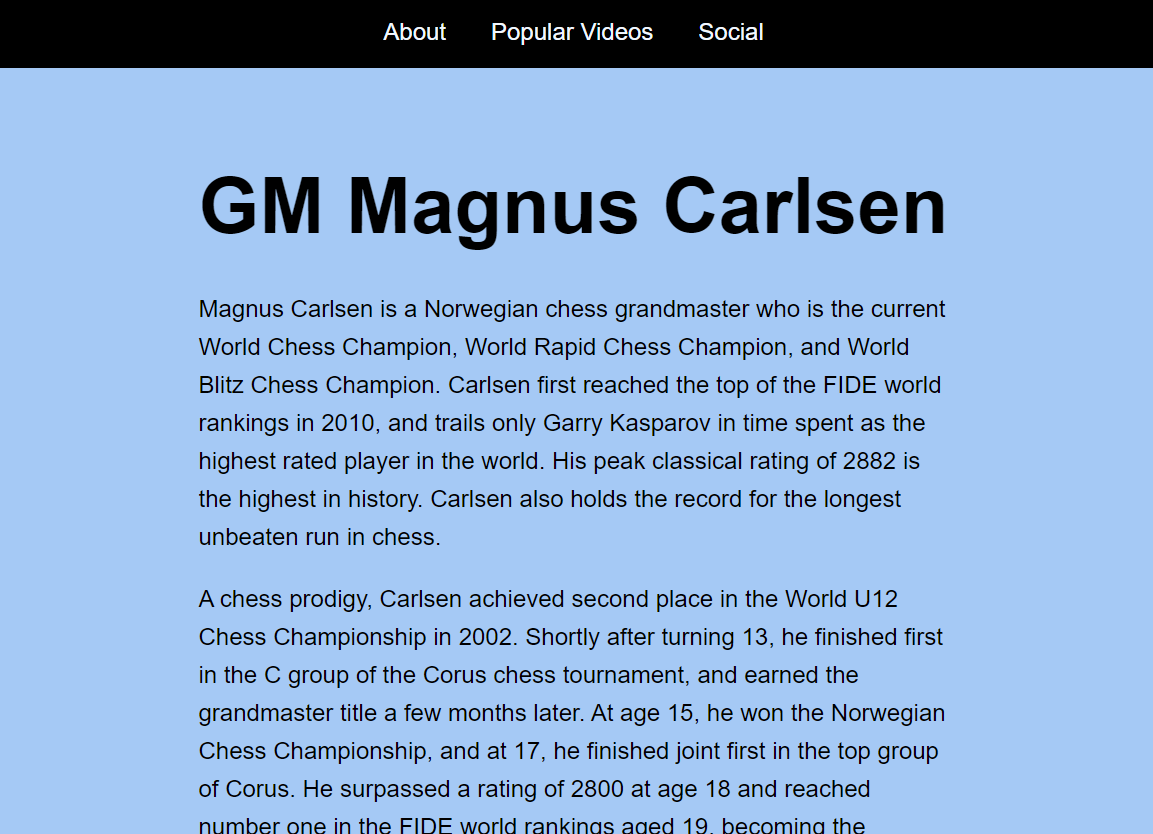 About Popular Videos Social
GM Magnus Carlsen
Magnus Carlsen is a Norwegian chess grandmaster who is the current
World Chess Champion, World Rapid Chess Champion, and World
Blitz Chess Champion. Carlsen first reached the top of the FIDE world
rankings in 2010, and trails only Garry Kasparov in time spent as the
highest rated player in the world. His peak classical rating of 2882 is
the highest in history. Carlsen also holds the record for the longest
unbeaten run in chess.
A chess prodigy, Carlsen achieved second place in the World U12
Chess Championship in 2002. Shortly after turning 13, he finished first
in the C group of the Corus chess tournament, and earned the
grandmaster title a few months later. At age 15, he won the Norwegian
Chess Championship, and at 17, he finished joint first in the top group
of Corus. He surpassed a rating of 2800 at age 18 and reached
number one in the FIDE world rankings aged 19, becoming the